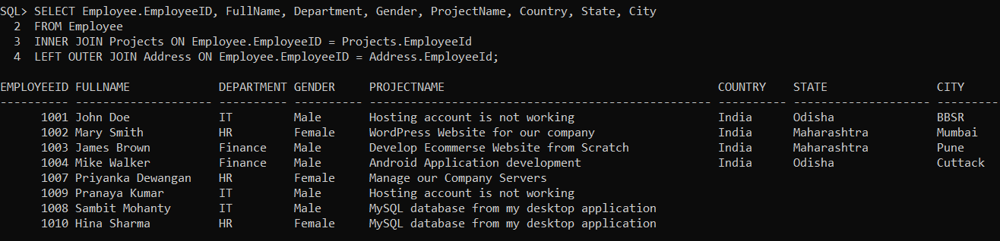 SQL> SELECT Employee.EmployeeID, FullName, Department, Gender, ProjectName, Country, State, City
  2  FROM Employee
  3  INNER JOIN Projects ON Employee.EmployeeID = Projects.EmployeeId
  4  LEFT OUTER JOIN Address ON Employee.EmployeeID = Address.EmployeeId;
EMPLOYEEID FULLNAME             DEPARTMENT GENDER     PROJECTNAME                                        COUNTRY    STATE                CITY
---------- -------------------- ---------- ---------- -------------------------------------------------- ---------- -------------------- ---------
      1001 John Doe             IT         Male       Hosting account is not working                     India      Odisha               BBSR
      1002 Mary Smith           HR         Female     WordPress Website for our company                  India      Maharashtra          Mumbai
      1003 James Brown          Finance    Male       Develop Ecommerse Website from Scratch             India      Maharashtra          Pune
      1004 Mike Walker          Finance    Male       Android Application development                    India      Odisha               Cuttack
      1007 Priyanka Dewangan    HR         Female     Manage our Company Servers
      1009 Pranaya Kumar        IT         Male       Hosting account is not working
      1008 Sambit Mohanty       IT         Male       MySQL database from my desktop application
      1010 Hina Sharma          HR         Female     MySQL database from my desktop application